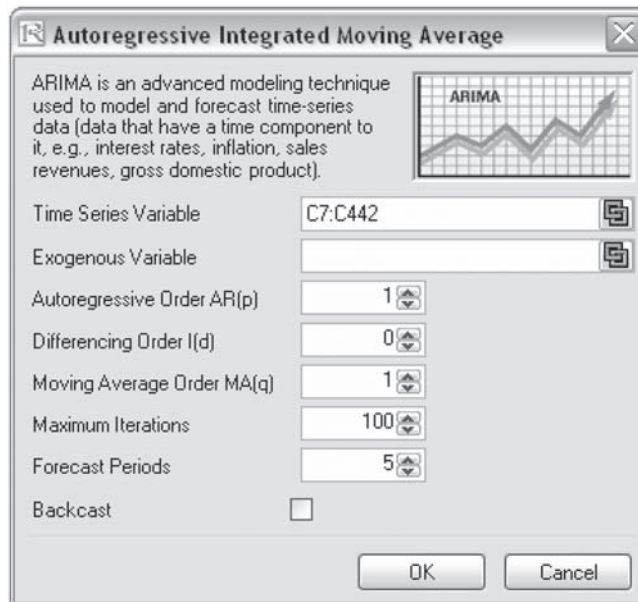 Autoregressive Integrated Moving Average
ARIMA is an advanced modeling technique
used to model and forecast time-series
data (data that have a time component to
it, e.g., interest rates, inflation, sales
revenues, gross domestic product).
ARIMA
Time Series Variable C7:C442
Exogenous Variable
Autoregressive Order AR(p) 1
Differencing Order I(d) 0
Moving Average Order MA(q) 1
Maximum Iterations 100
Forecast Periods 5
Backcast
OK Cancel